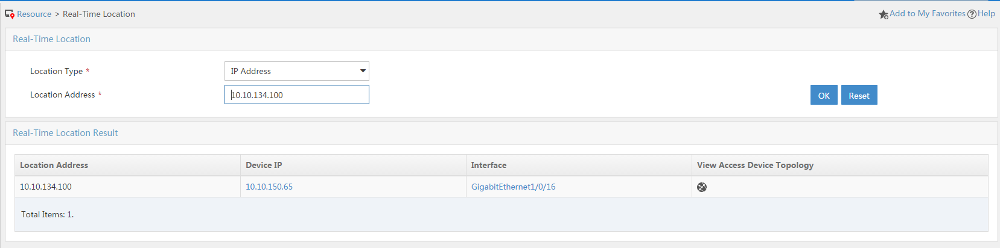 Resource > Real-Time Location Add to My Favorites Help
Real-Time Location
Location Type * IP Address
Location Address * 10.10.134.100 OK Reset
Real-Time Location Result
Location Address Device IP Interface View Access Device Topology
10.10.134.100 10.10.150.65 GigabitEthernet1/0/16
Total Items: 1.